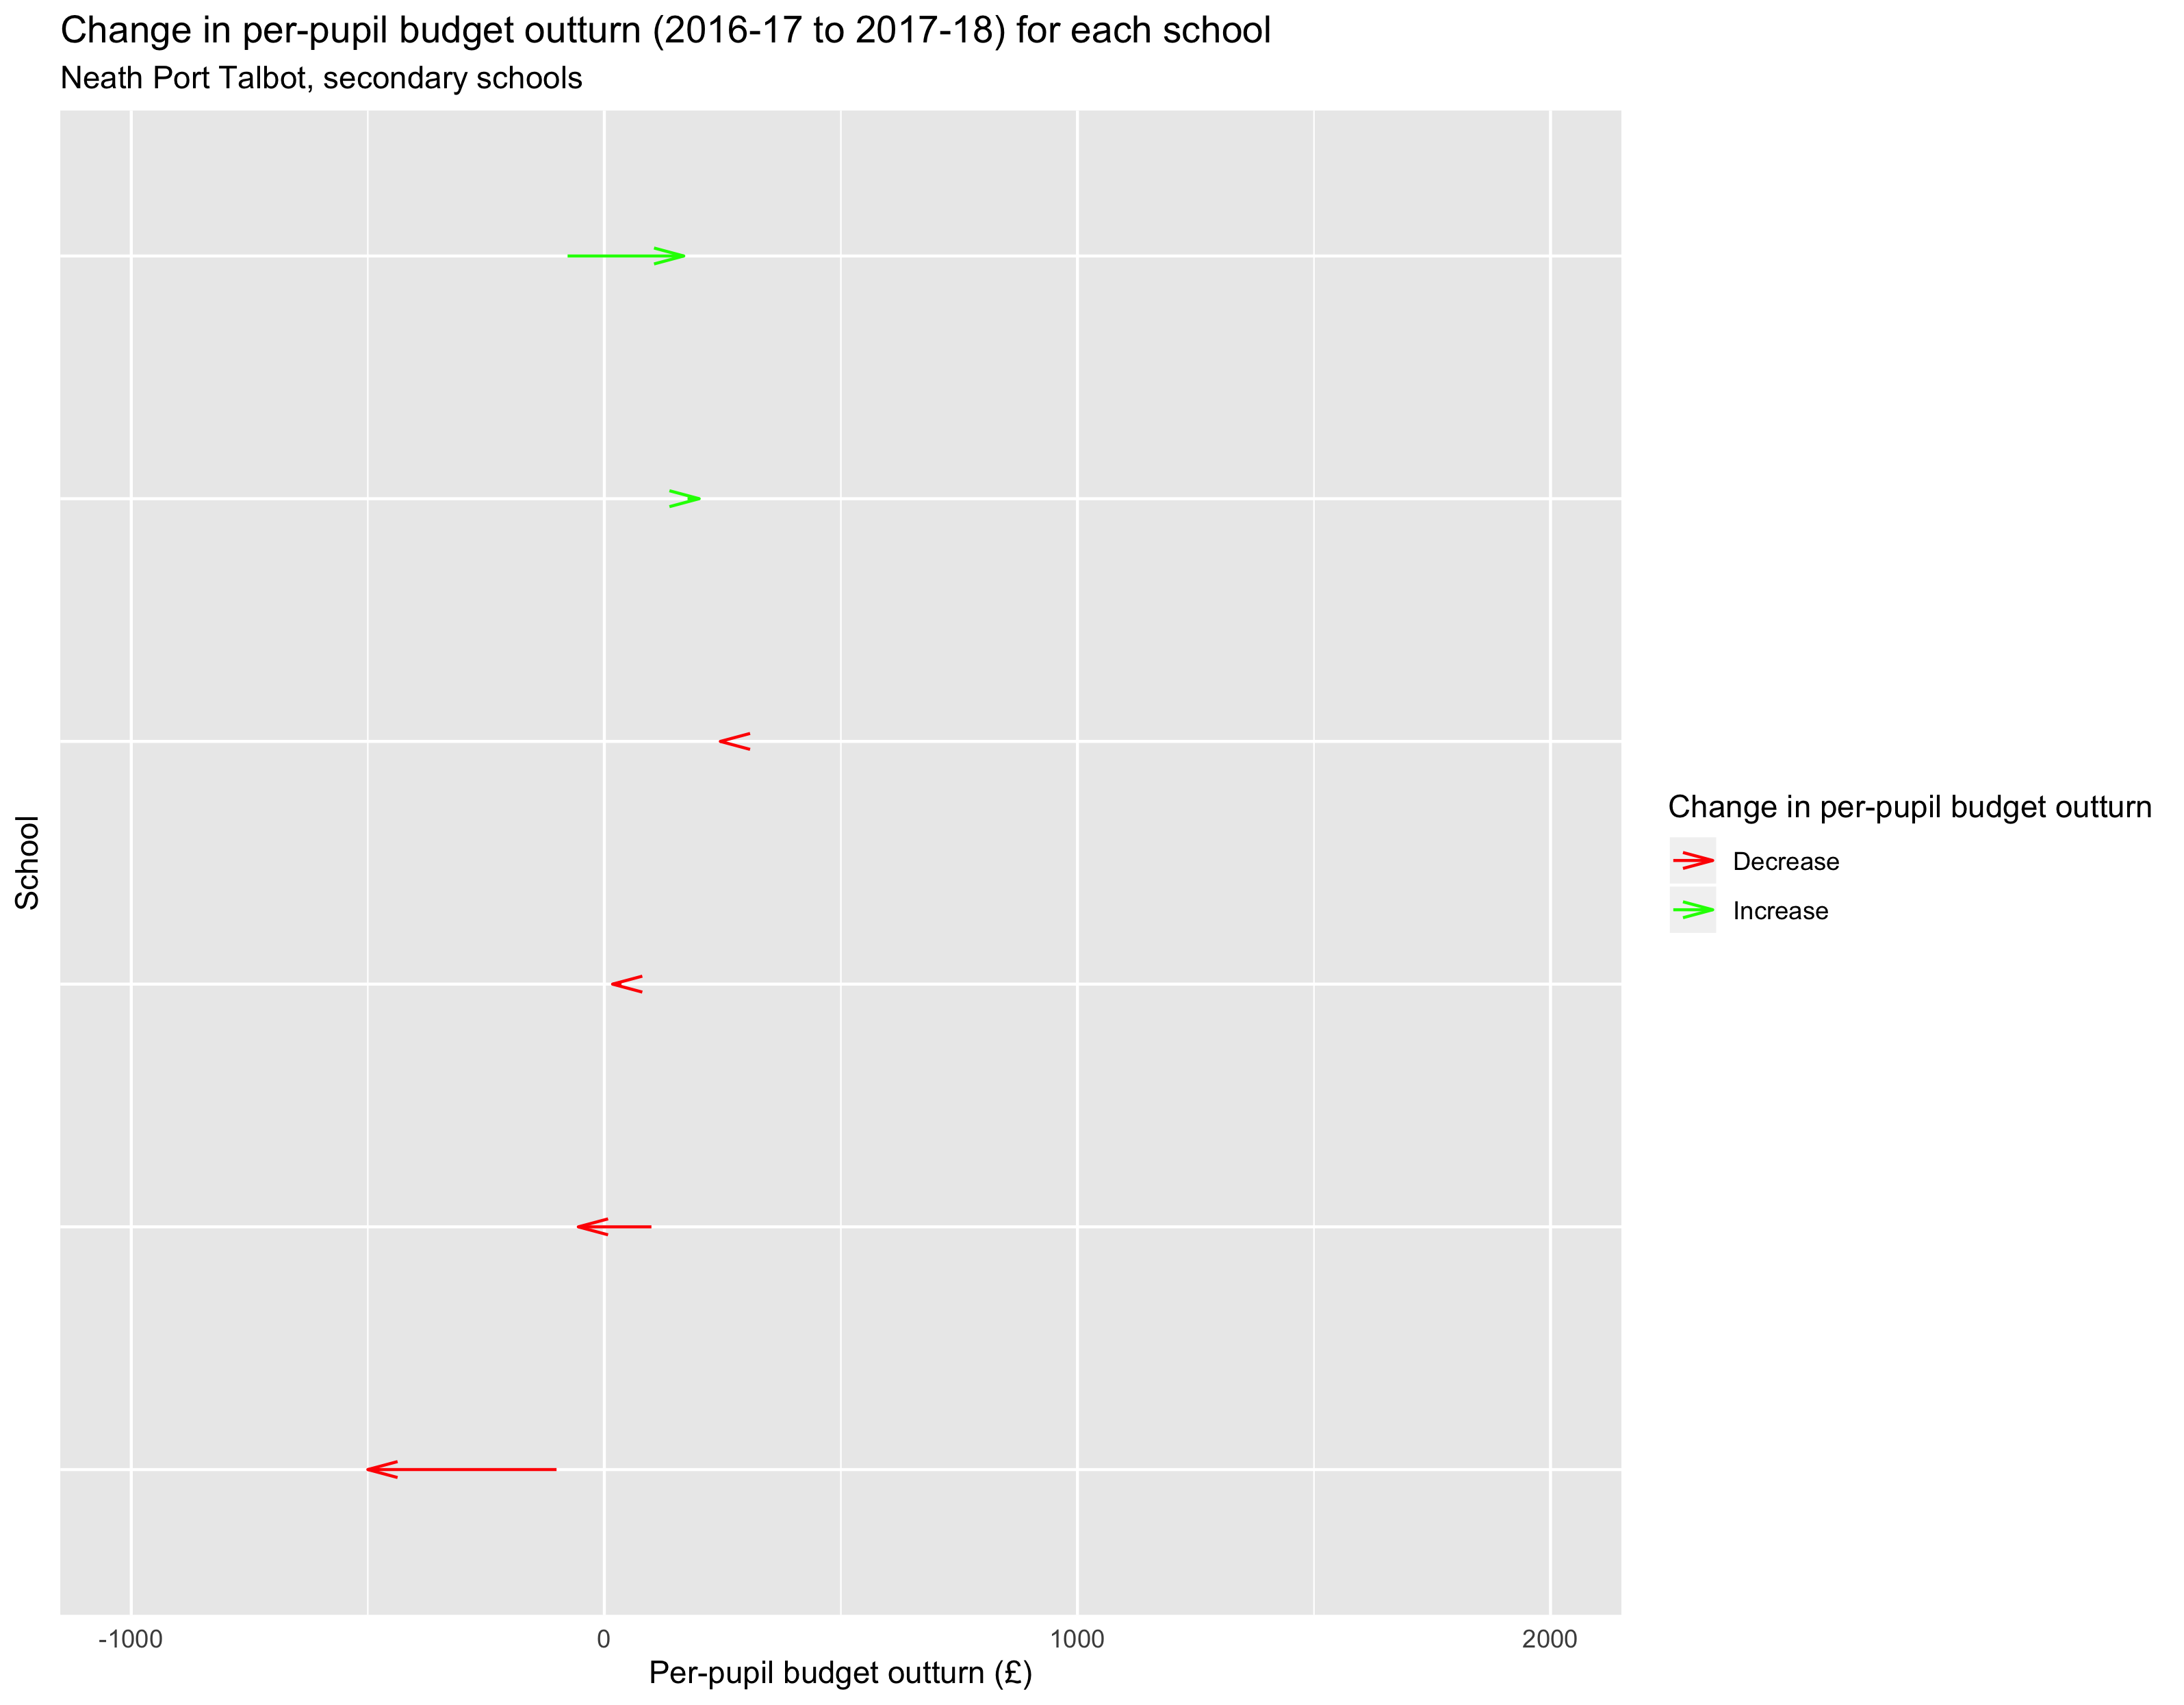 Change in per-pupil budget outturn (2016-17 to 2017-18) for each school
Neath Port Talbot, secondary schools
School
Change in per-pupil budget outturn
Decrease
Increase
-1000 0 1000 2000
Per-pupil budget outturn (£)